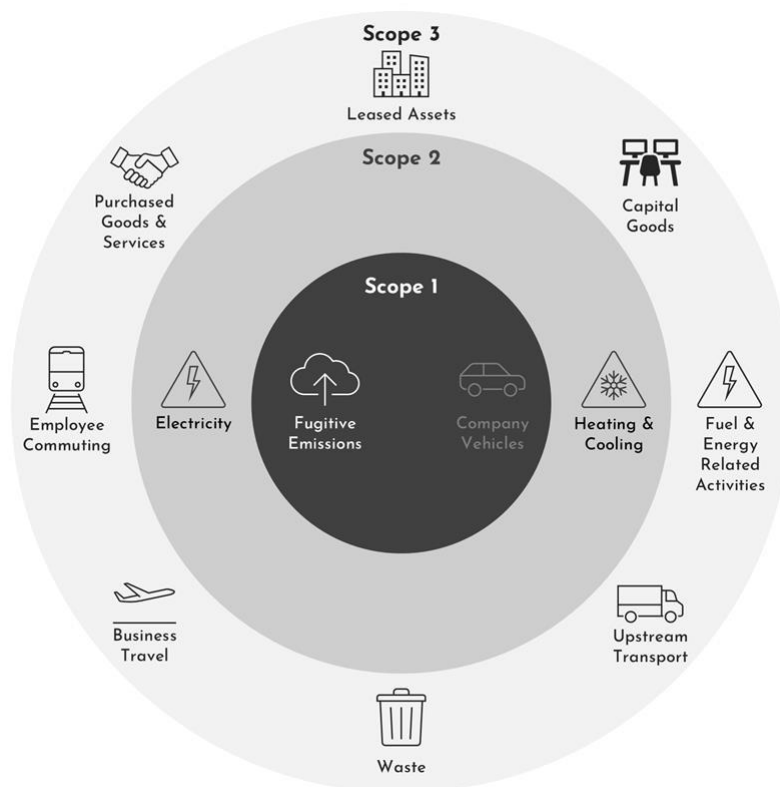 Scope 3
Leased Assets
Scope 2
Purchased
Goods &
Services
Capital
Goods
Scope 1
Employee
Commuting
Electricity
Fugitive
Emissions
Company
Vehicles
Heating &
Cooling
Fuel &
Energy
Related
Activities
Business
Travel
Upstream
Transport
Waste